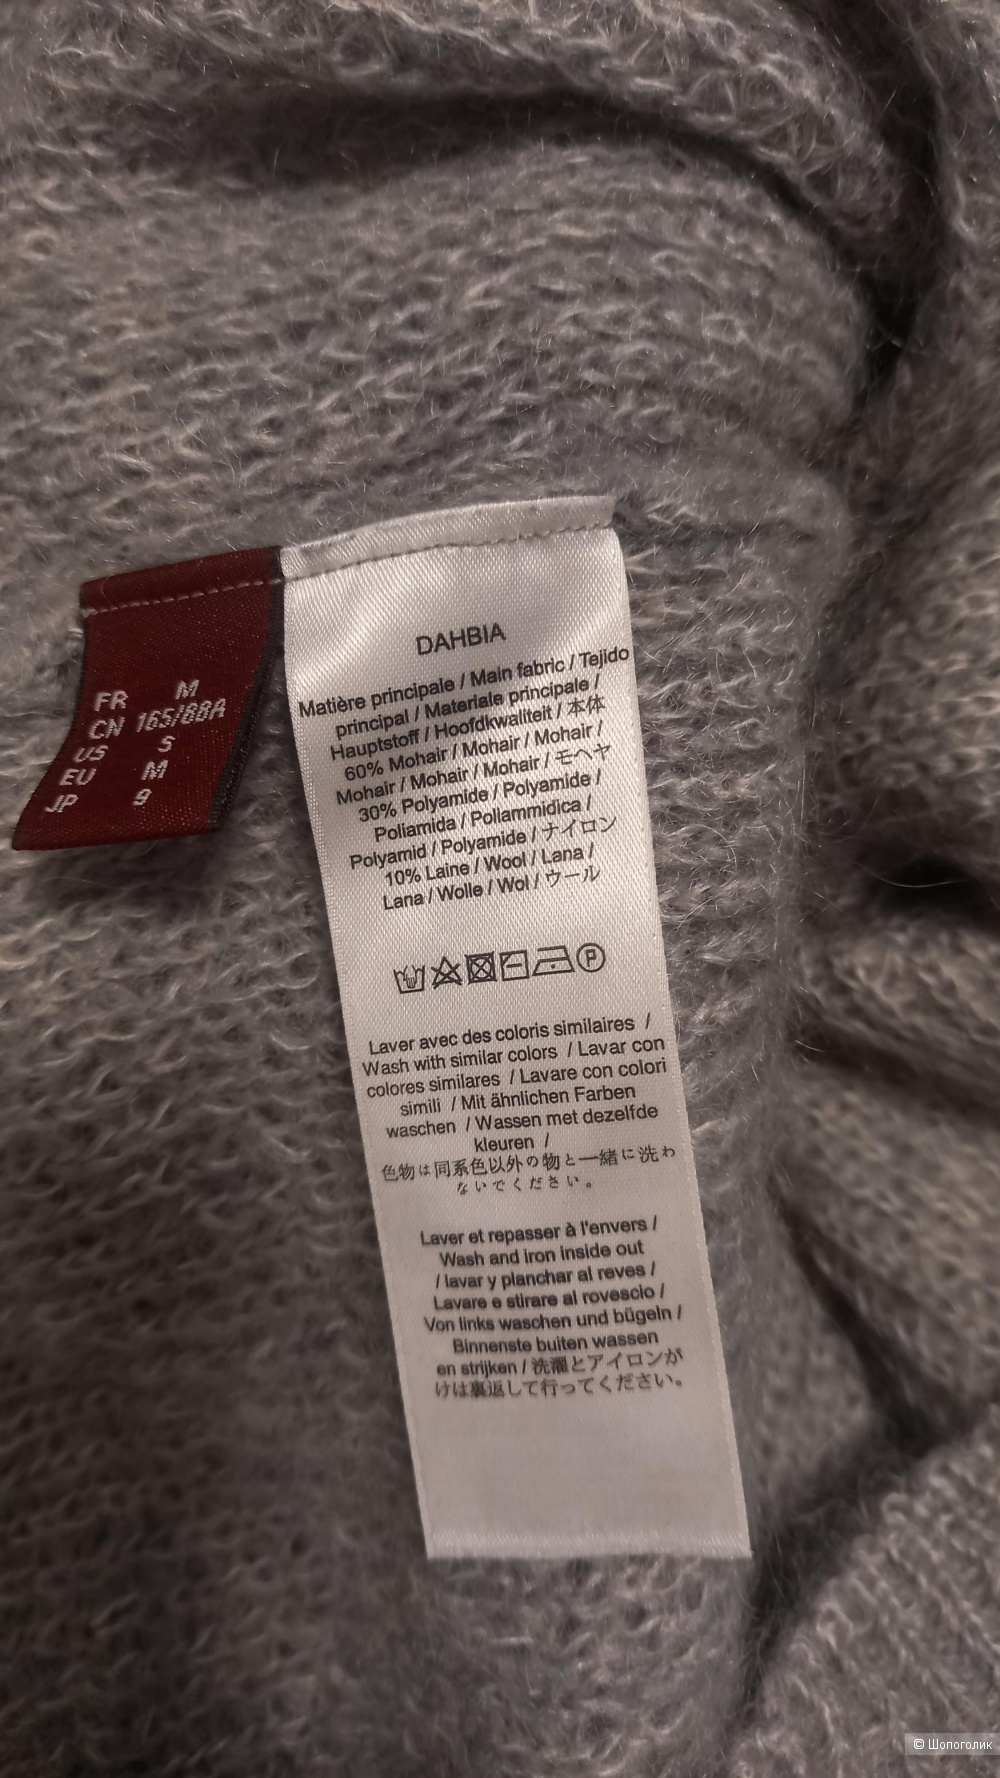 FR M
CN 165/88A
US S
EU M
JP 9
DAHBIA
Matière principale / Main fabric / Tejido
principal / Materiale principale /
Hauptstoff / Hoofdkwaliteit / 本体
60% Mohair / Mohair / Mohair /
Mohair / Mohair / Mohair / モヘヤ
30% Polyamide / Polyamide /
Poliamida / Poliammidica /
Polyamid / Polyamide / ナイロン
10% Laine / Wool / Lana /
Lana / Wolle / Wol / ウール
P
Laver avec des coloris similaires /
Wash with similar colors / Lavar con
colores similares / Lavare con colori
simili / Mit ähnlichen Farben
waschen / Wassen met dezelfde
kleuren /
色物は同系色以外の物と一緒に洗わ
ないでください。
Laver et repasser à l'envers /
Wash and iron inside out
/ lavar y planchar al reves /
Lavare e stirare al rovescio /
Von links waschen und bügeln /
Binnenste buiten wassen
en strijken / 洗濯とアイロンが
けは裏返して行ってください。
© Шопоголик